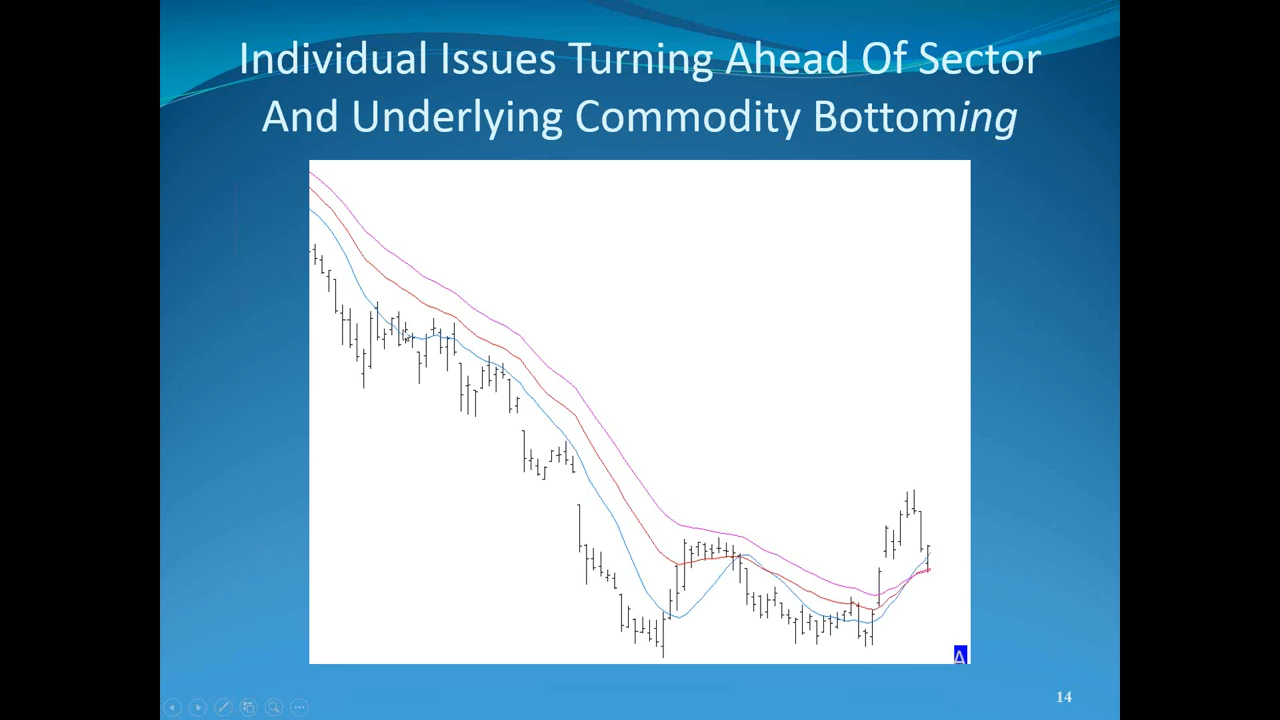 Individual Issues Turning Ahead Of Sector
And Underlying Commodity Bottoming
A
14